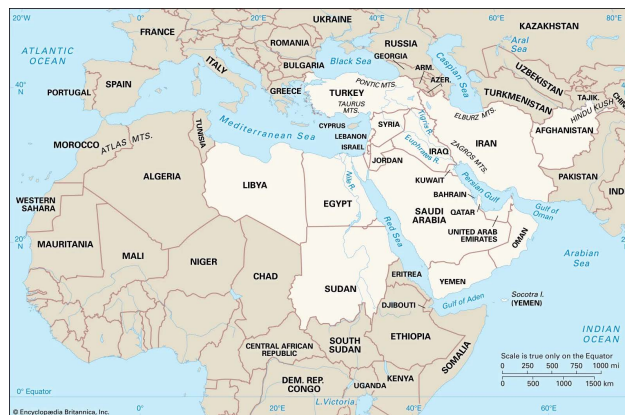 20°W
0°
20°
40°
60°E
80°
UKRAINE
KAZAKHSTAN
FRANCE
ATLANTIC
OCEAN
ROMANIA
RUSSIA
Aral
Sea
ITALY
BULGARIA
Black Sea
GEORGIA
Caspian Sea
UZBEKISTAN
SPAIN
ARM.
AZER.
PORTUGAL
GREECE
TURKEY
PONTIC MTS.
TAURUS
MTS.
TURKMENISTAN
TAJIK.
40°
N
ELBURZ MT.
HINDU KUSH
Mediterranean Sea
CYPRUS
SYRIA
Tigris R.
AFGHANISTAN
TUNISIA
LEBANON
ISRAEL
Euphrates R.
IRAQ
IRAN
ZAGROS MTS.
MOROCCO
ATLAS MTS.
JORDAN
PAKISTAN
ALGERIA
LIBYA
EGYPT
Nile R.
KUWAIT
Persian Gulf
BAHRAIN
WESTERN
SAHARA
SAUDI
ARABIA
QATAR
Gulf of
Oman
UNITED ARAB
EMIRATES
OMAN
Red Sea
MAURITANIA
20°
N
MALI
NIGER
CHAD
SUDAN
ERITREA
YEMEN
Arabian
Sea
DJIBOUTI
Gulf of Aden
Socotra I.
(YEMEN)
CENTRAL AFRICAN
REPUBLIC
SOUTH
SUDAN
ETHIOPIA
SOMALIA
INDIAN
OCEAN
Scale is true only on the Equator
0 250 500 750 1000 mi
0 500 1000 1500 km
DEM. REP.
CONGO
UGANDA
KENYA
0° Equator
L.Victoria
© Encyclopædia Britannica, Inc.
0°
20°
40°
60°